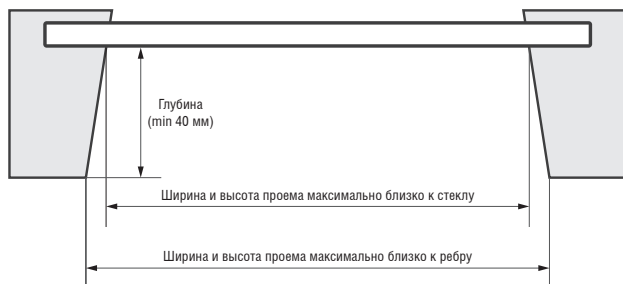 Глубина
(min 40 мм)
Ширина и высота проема максимально близко к стеклу
Ширина и высота проема максимально близко к ребру